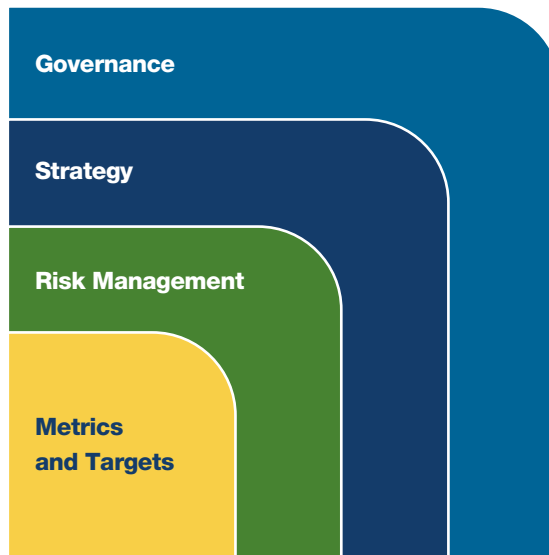 Governance
Strategy
Risk Management
Metrics
and Targets